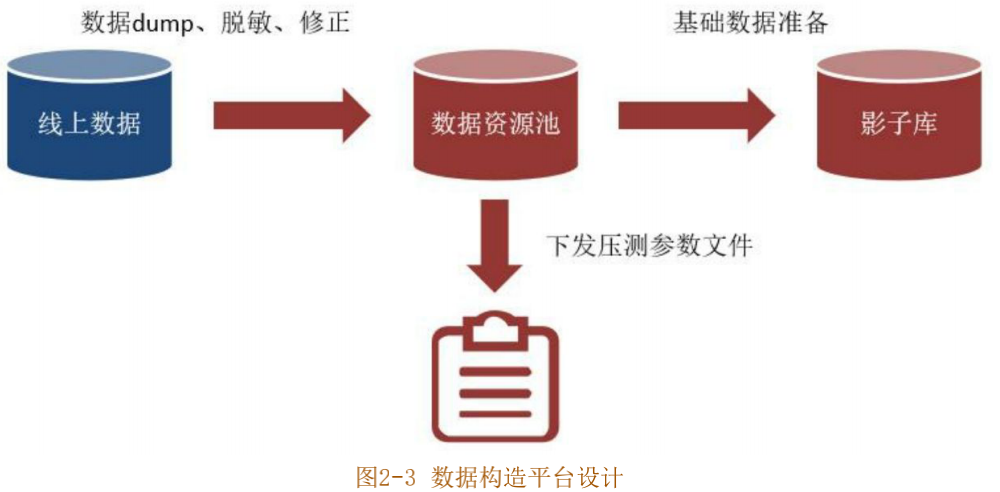 数据dump、脱敏、修正
基础数据准备
线上数据
数据资源池
影子库
下发压测参数文件
图2-3 数据构造平台设计